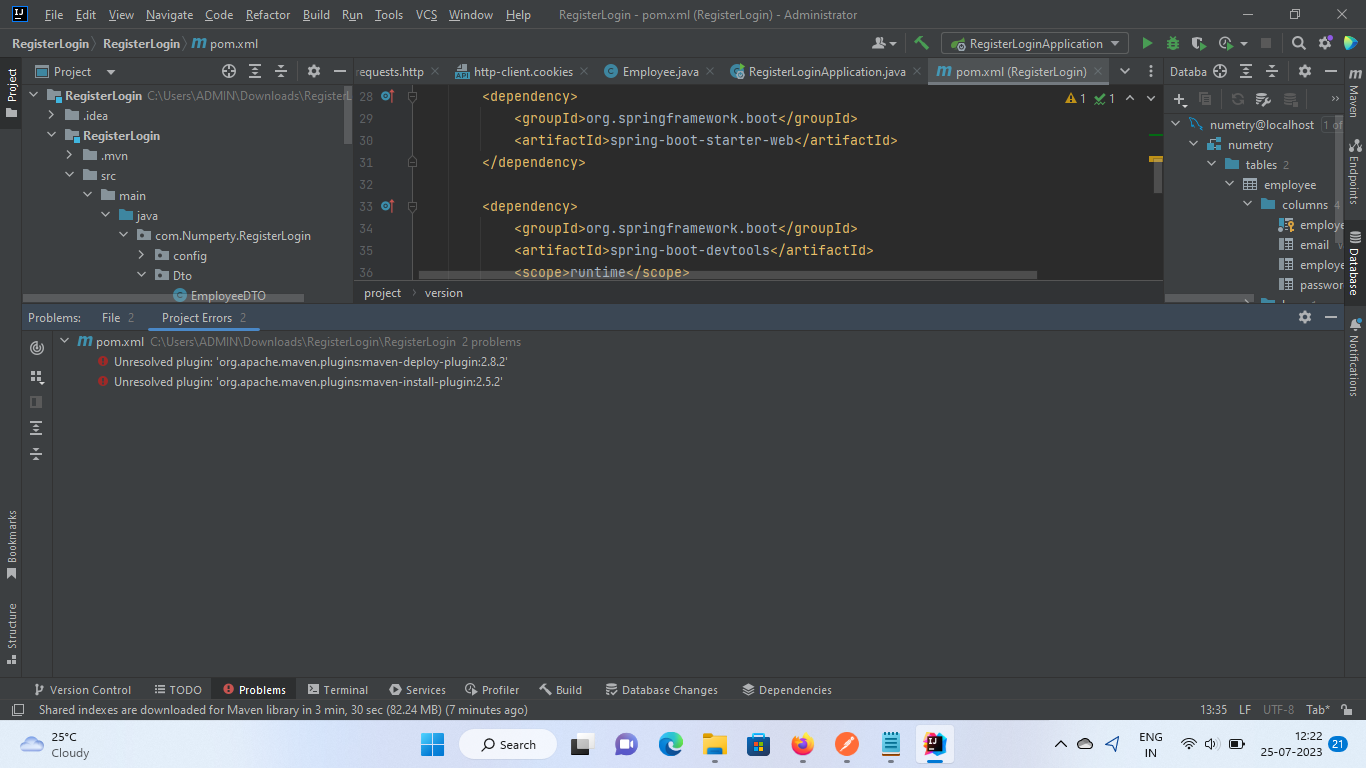 File Edit View Navigate Code Refactor Build Run Tools VCS Window Help RegisterLogin - pom.xml (RegisterLogin) - Administrator
RegisterLogin RegisterLogin m pom.xml RegisterLoginApplication
Project equests.http http-client.cookies Employee.java RegisterLoginApplication.java m pom.xml (RegisterLogin) Databa
RegisterLogin C:\Users\ADMIN\Downloads\RegisterL
.idea
RegisterLogin
.mvn
src
main
java
com.Numperty.RegisterLogin
config
Dto
EmployeeDTO
28 <dependency>
29 <groupId>org.springframework.boot</groupId>
30 <artifactId>spring-boot-starter-web</artifactId>
31 </dependency>
32
33 <dependency>
34 <groupId>org.springframework.boot</groupId>
35 <artifactId>spring-boot-devtools</artifactId>
36 <scope>runtime</scope>
1 1
project version
numetry@localhost 1 of
numetry
tables 2
employee
columns 4
employe
email
employe
passwor
Project
Bookmarks
Structure
Maven
Endpoints
Database
Notifications
Problems: File 2 Project Errors 2
m pom.xml C:\Users\ADMIN\Downloads\RegisterLogin\RegisterLogin 2 problems
Unresolved plugin: 'org.apache.maven.plugins:maven-deploy-plugin:2.8.2'
Unresolved plugin: 'org.apache.maven.plugins:maven-install-plugin:2.5.2'
Version Control TODO Problems Terminal Services Profiler Build Database Changes Dependencies
Shared indexes are downloaded for Maven library in 3 min, 30 sec (82.24 MB) (7 minutes ago) 13:35 LF UTF-8 Tab*
25°C
Cloudy
Search
ENG
IN
12:22
25-07-2023
21